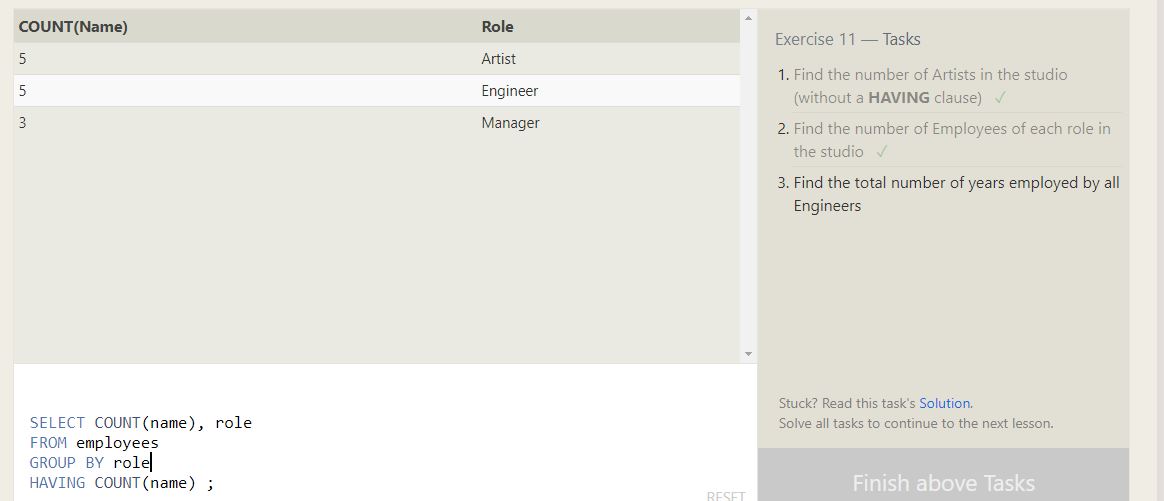 COUNT(Name) Role
5 Artist
5 Engineer
3 Manager
SELECT COUNT(name), role
FROM employees
GROUP BY role
HAVING COUNT(name) ;
RESET
Exercise 11 — Tasks
1. Find the number of Artists in the studio
(without a HAVING clause) ✓
2. Find the number of Employees of each role in
the studio ✓
3. Find the total number of years employed by all
Engineers
Stuck? Read this task's Solution.
Solve all tasks to continue to the next lesson.
Finish above Tasks